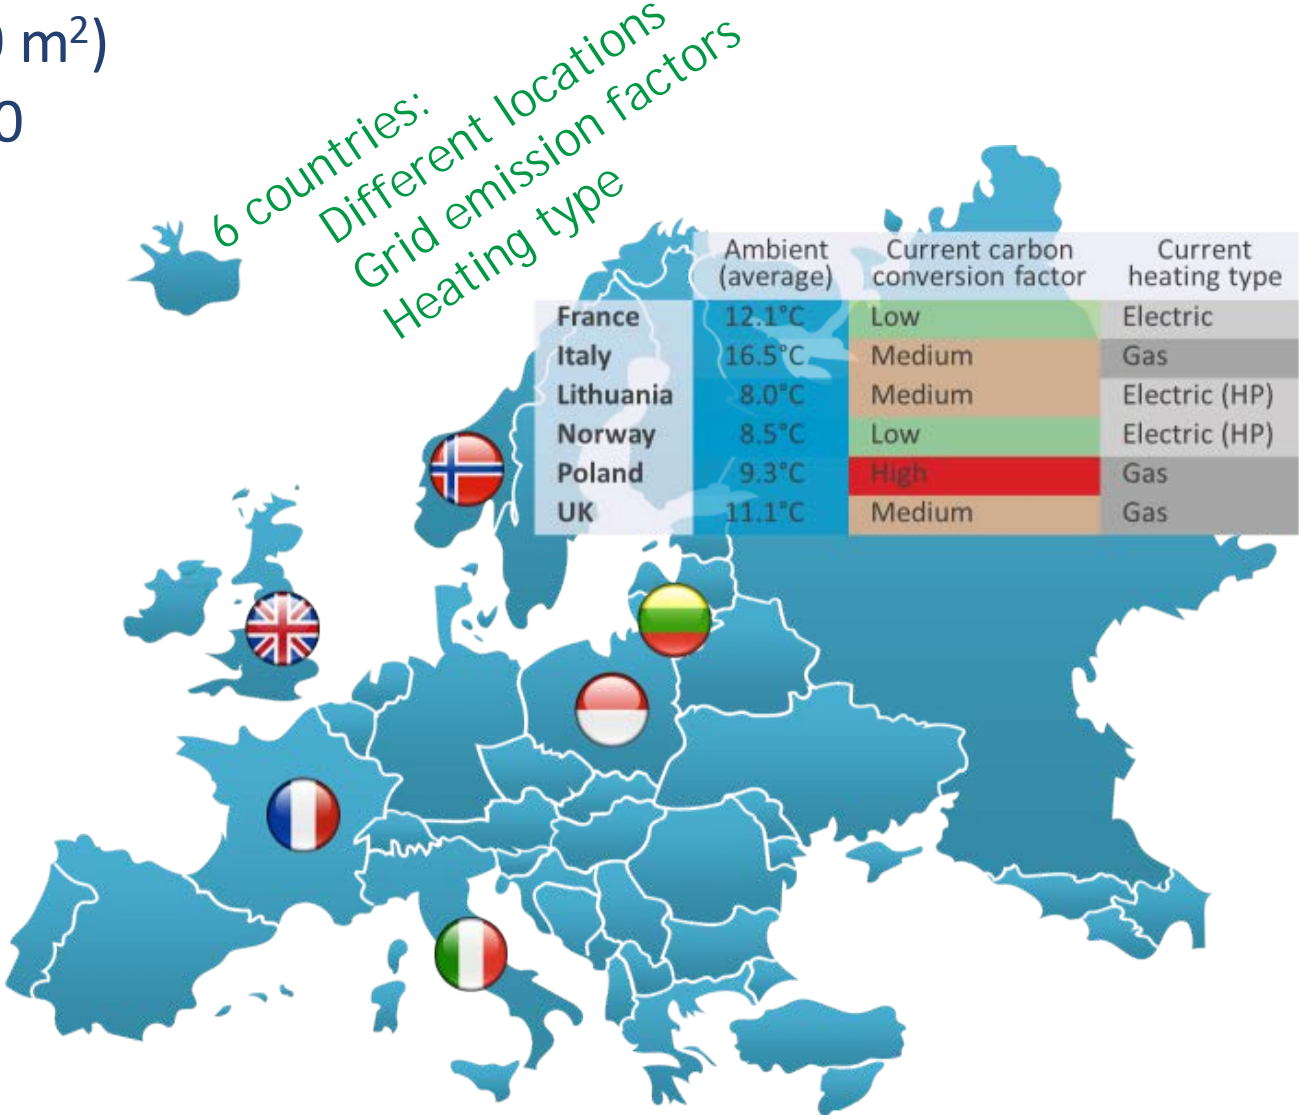 m²)
0
6 countries:
Different locations
Grid emission factors
Heating type
Ambient (average) Current carbon conversion factor Current heating type
France 12.1°C Low Electric
Italy 16.5°C Medium Gas
Lithuania 8.0°C Medium Electric (HP)
Norway 8.5°C Low Electric (HP)
Poland 9.3°C High Gas
UK 11.1°C Medium Gas